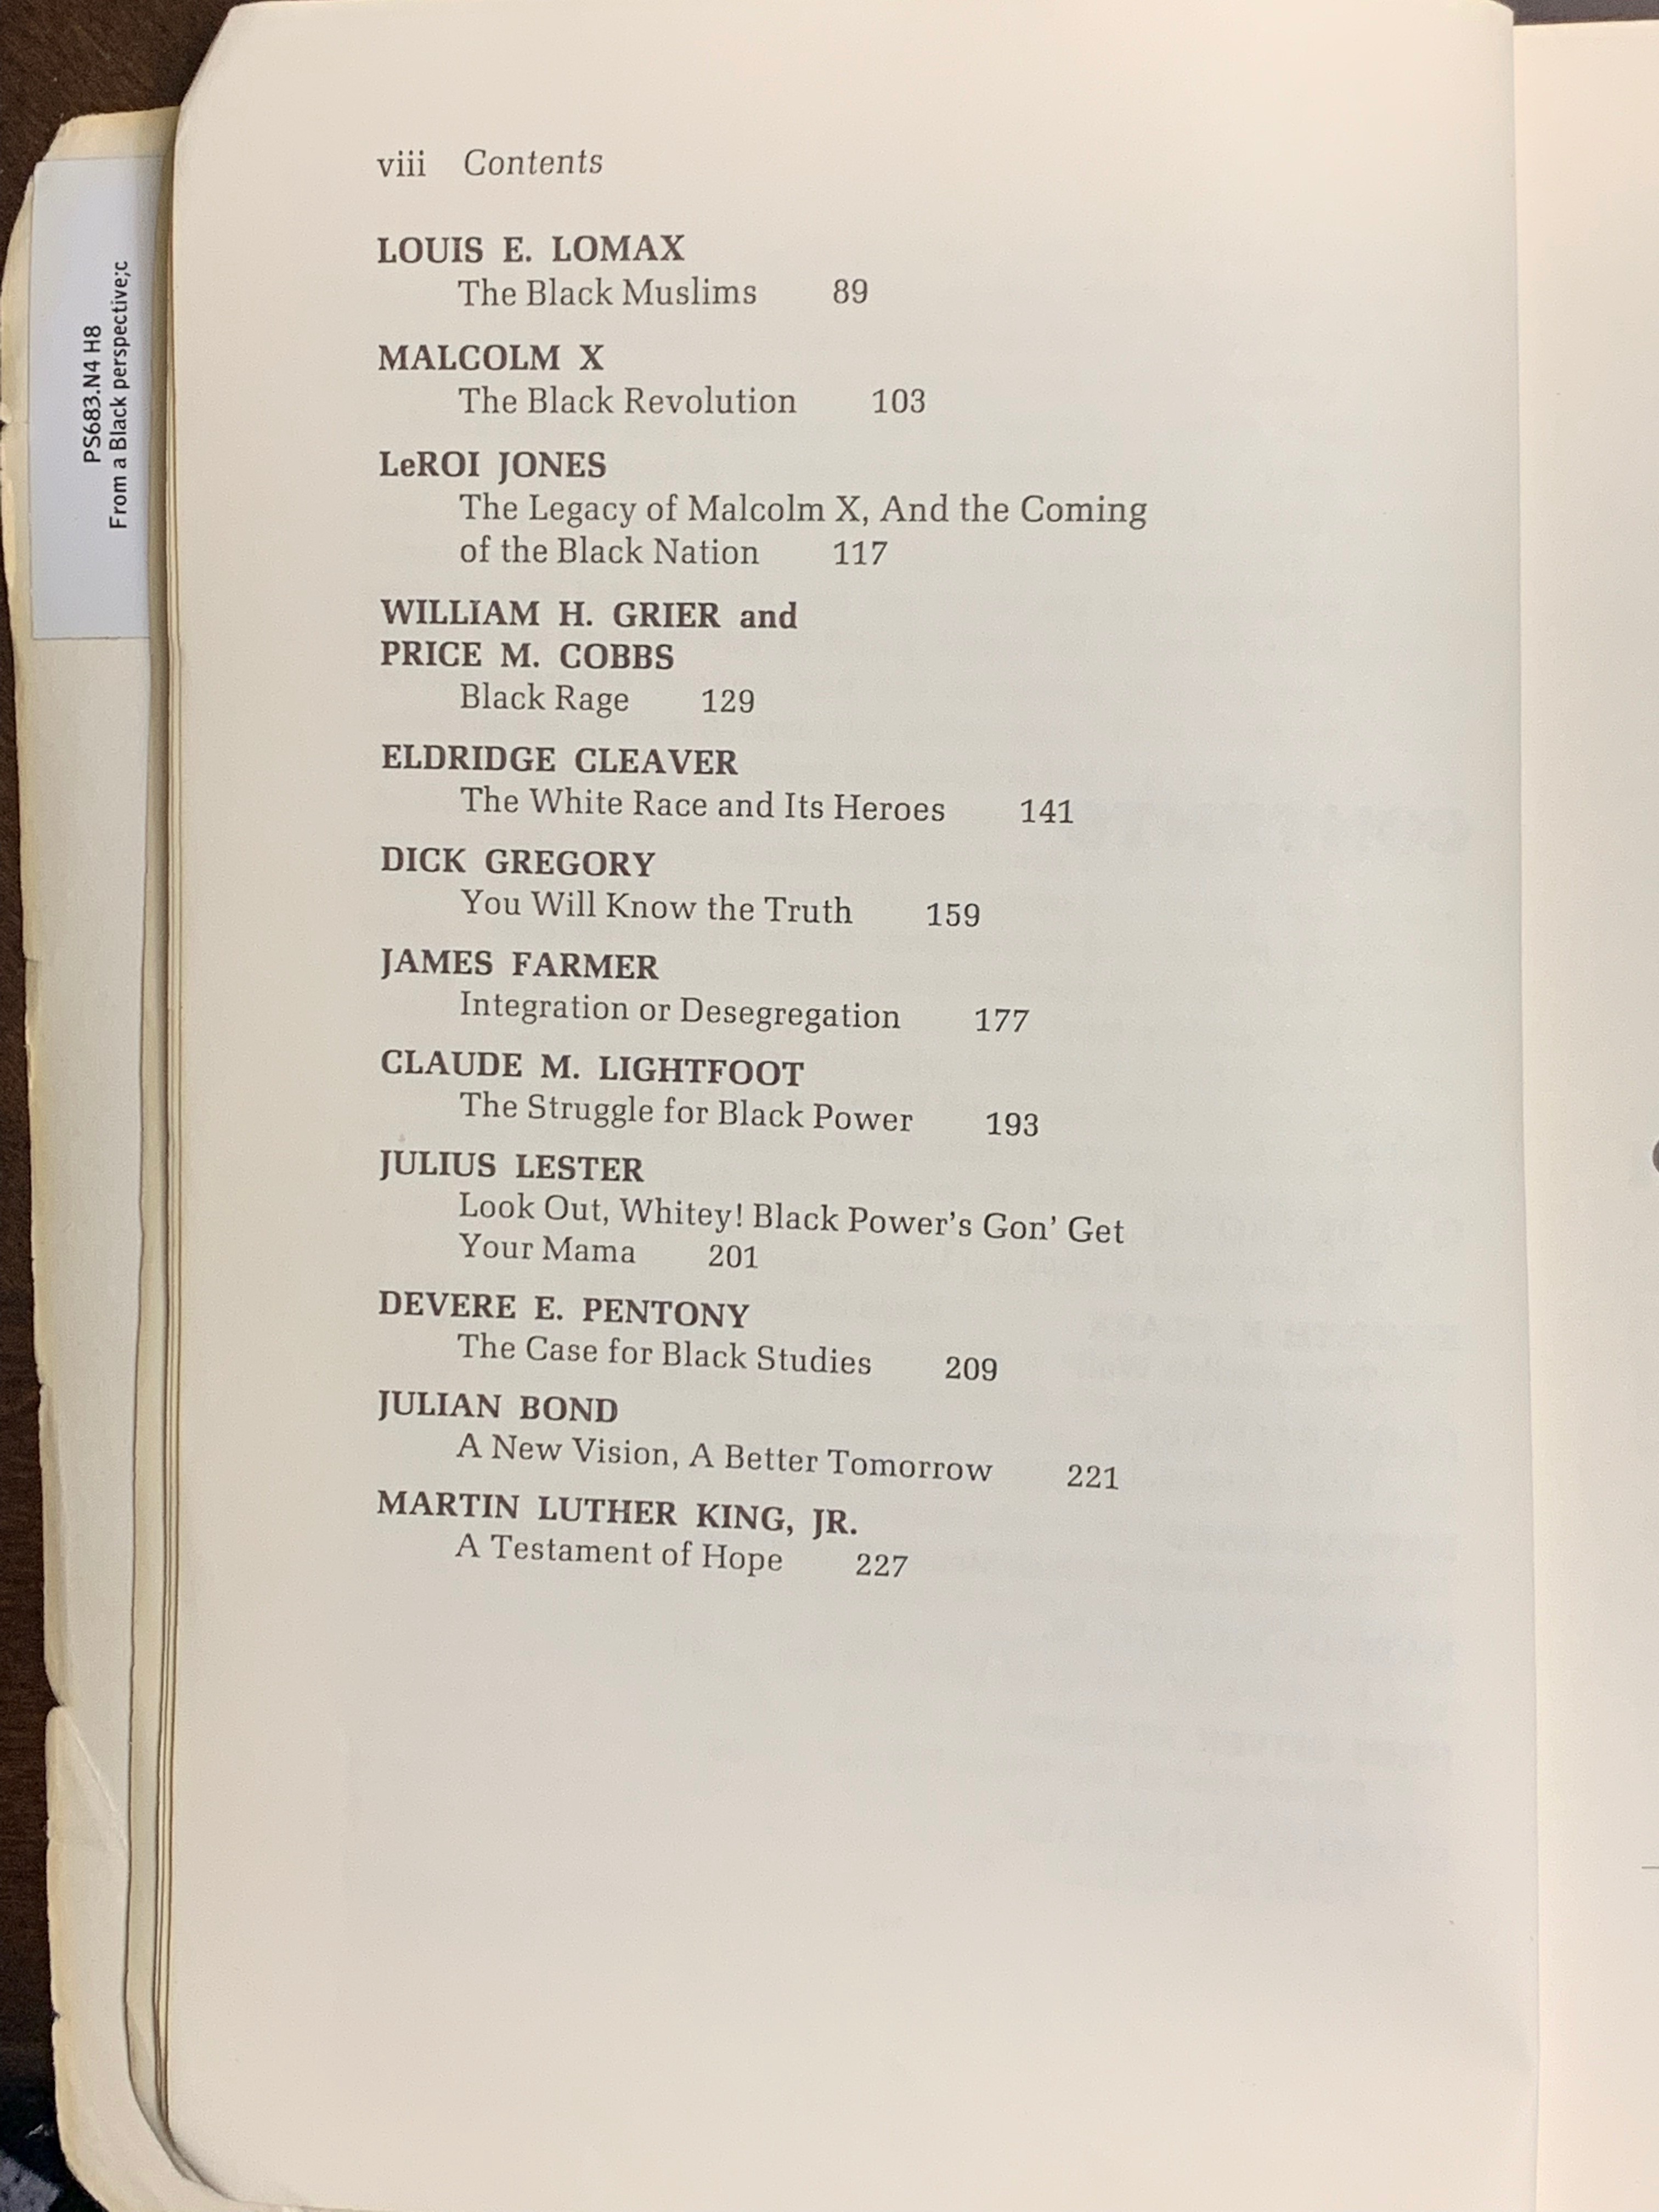 PS683.N4 H8
From a Black perspective;c
viii Contents
LOUIS E. LOMAX
The Black Muslims 89
MALCOLM X
The Black Revolution 103
LeROI JONES
The Legacy of Malcolm X, And the Coming
of the Black Nation 117
WILLIAM H. GRIER and
PRICE M. COBBS
Black Rage 129
ELDRIDGE CLEAVER
The White Race and Its Heroes 141
DICK GREGORY
You Will Know the Truth 159
JAMES FARMER
Integration or Desegregation 177
CLAUDE M. LIGHTFOOT
The Struggle for Black Power 193
JULIUS LESTER
Look Out, Whitey! Black Power's Gon' Get
Your Mama 201
DEVERE E. PENTONY
The Case for Black Studies 209
JULIAN BOND
A New Vision, A Better Tomorrow 221
MARTIN LUTHER KING, JR.
A Testament of Hope 227